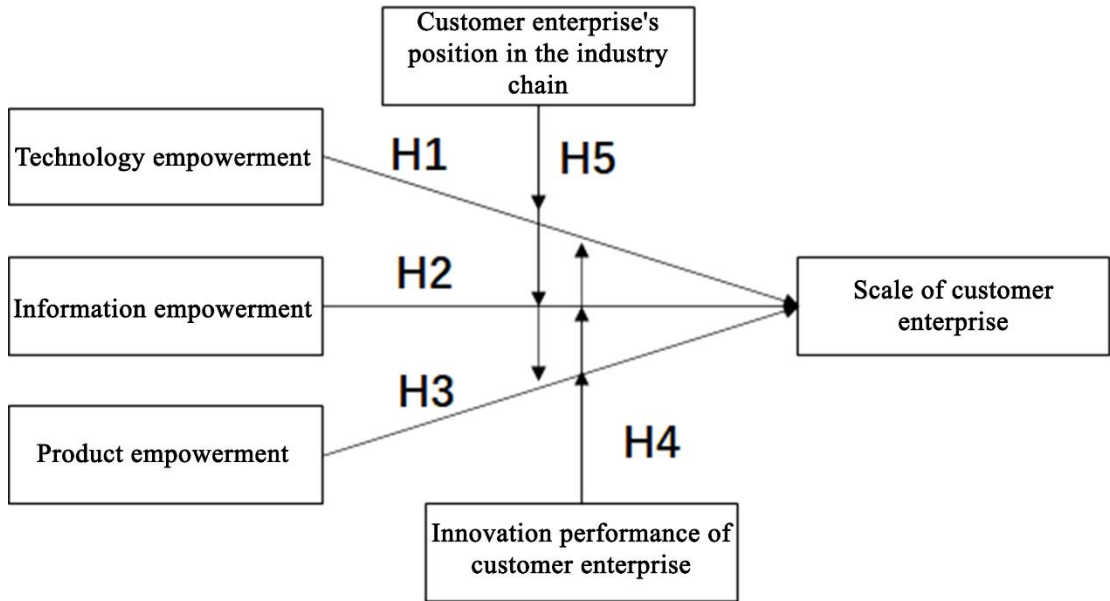 Customer enterprise's
position in the industry
chain
Technology empowerment
H1
H5
Information empowerment
H2
Scale of customer
enterprise
H3
Product empowerment
H4
Innovation performance of
customer enterprise